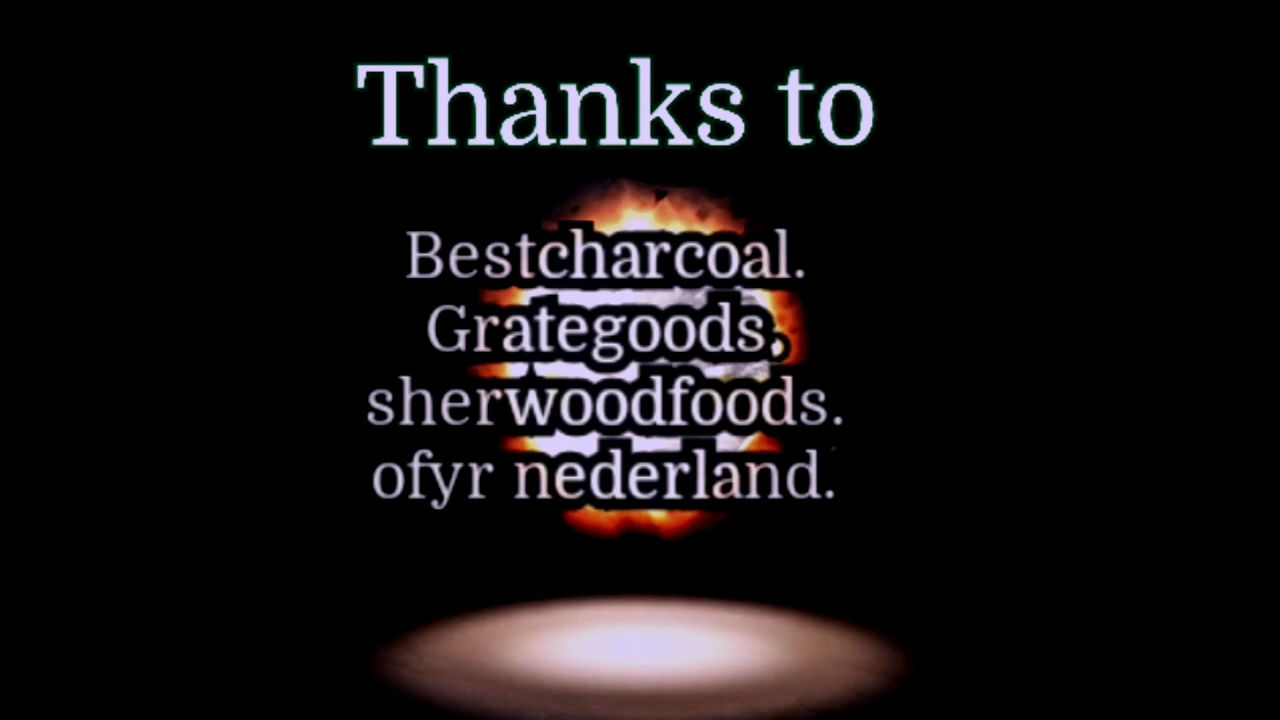 Thanks to
Bestcharcoal.
Grategoods.
sherwoodfoods.
ofyr nederland.